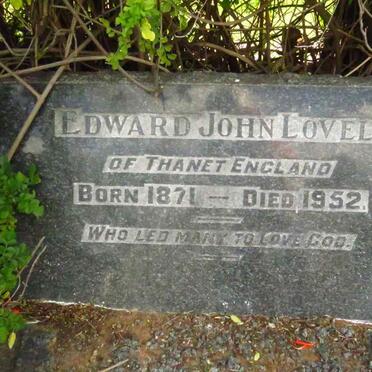 EDWARD JOHN LOVEL
OF THANET ENGLAND
BORN 1871 — DIED 1952.
WHO LED MANY TO LOVE GOD.